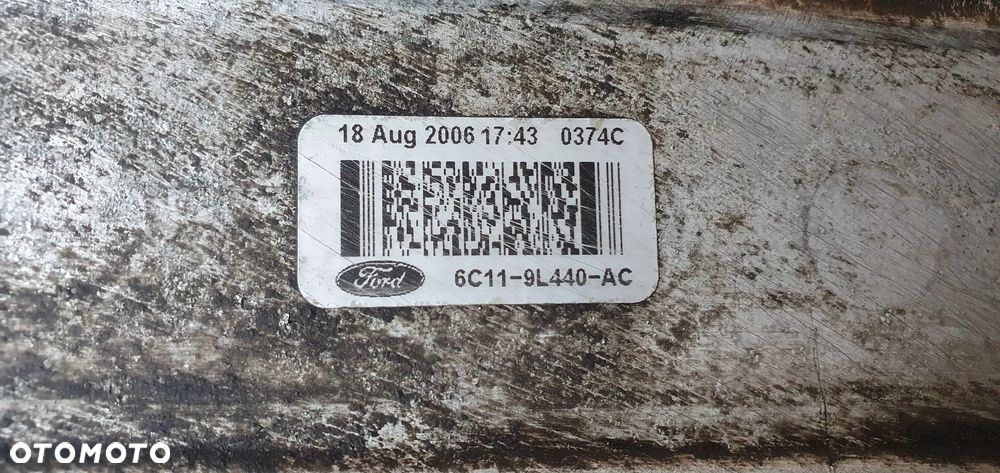 18 Aug 2006 17:43 0374C
Ford 6C11-9L440-AC
OTOMOTO